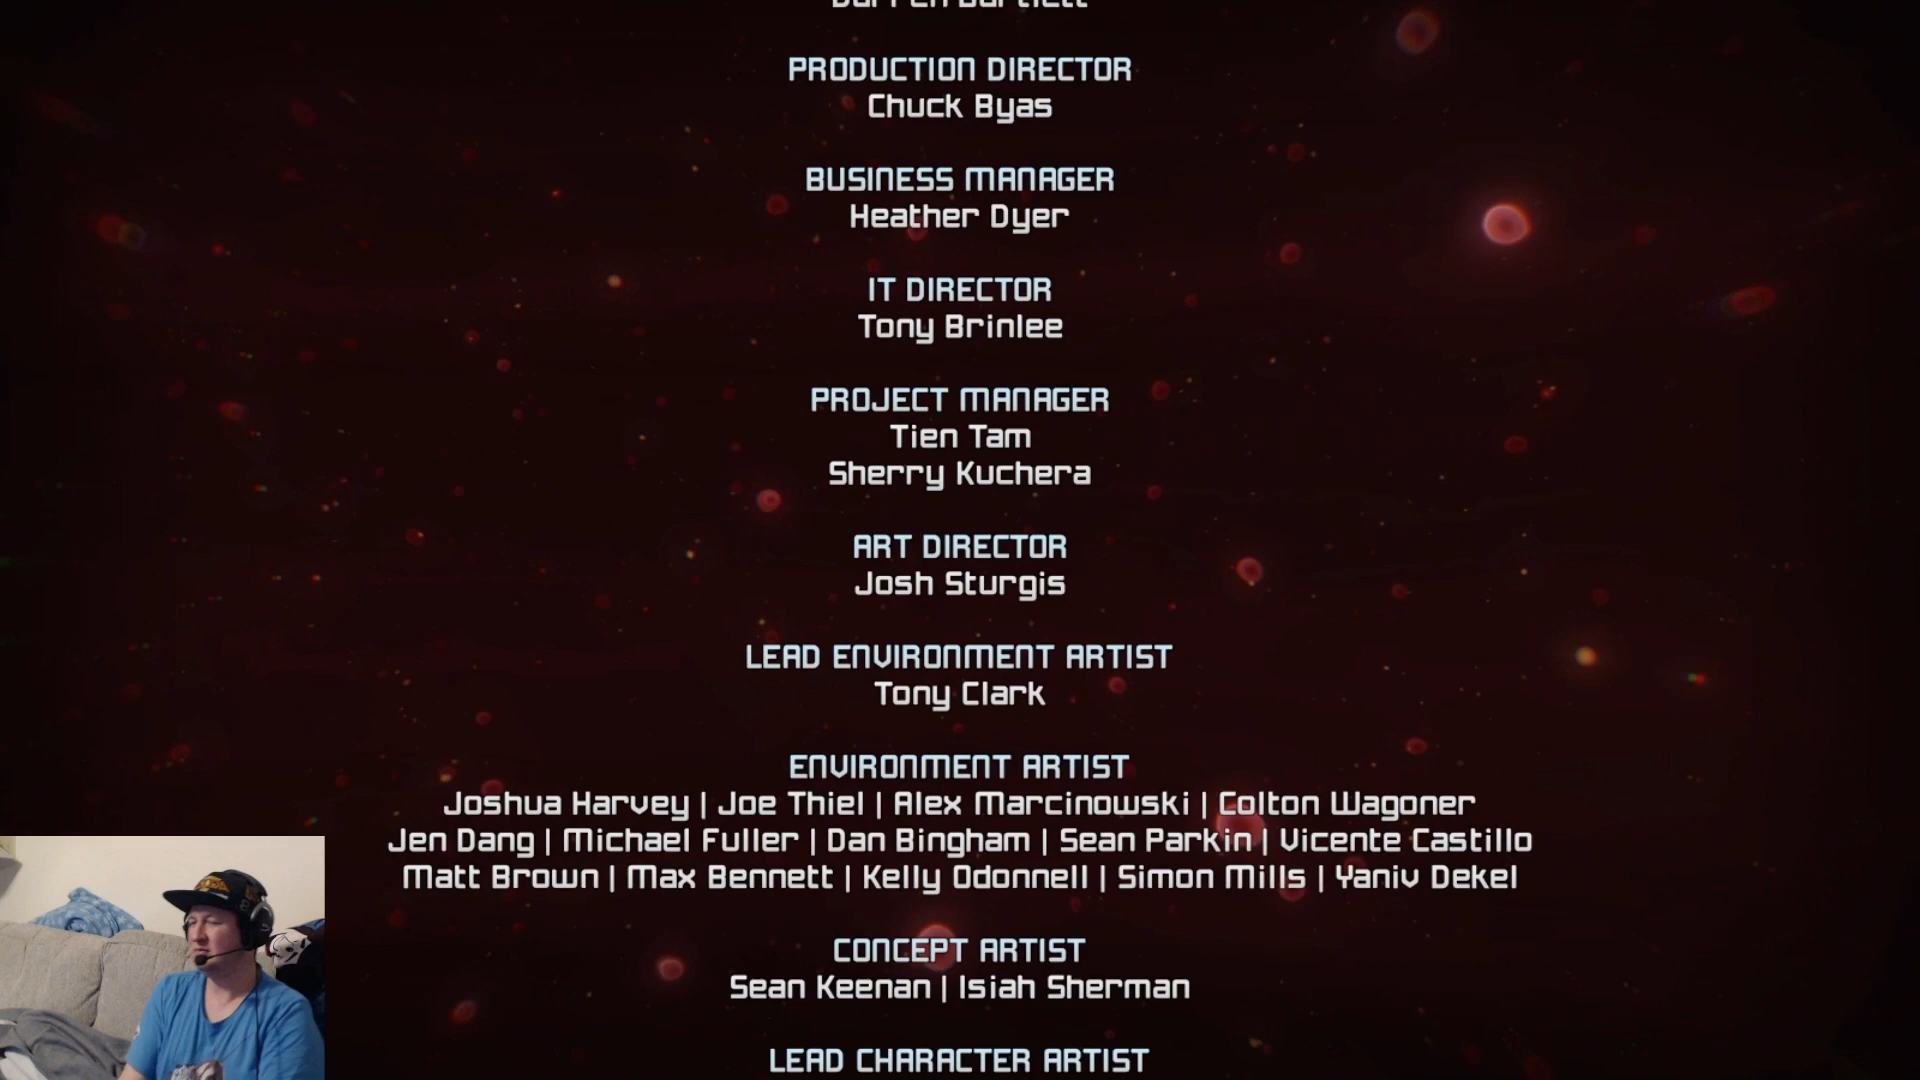 PRODUCTION DIRECTOR
Chuck Byas
BUSINESS MANAGER
Heather Dyer
IT DIRECTOR
Tony Brinlee
PROJECT MANAGER
Tien Tam
Sherry Kuchera
ART DIRECTOR
Josh Sturgis
LEAD ENVIRONMENT ARTIST
Tony Clark
ENVIRONMENT ARTIST
Joshua Harvey | Joe Thiel | Alex Marcinowski | Colton Wagoner
Jen Dang | Michael Fuller | Dan Bingham | Sean Parkin | Vicente Castillo
Matt Brown | Max Bennett | Kelly Odonnell | Simon Mills | Yaniv Dekel
CONCEPT ARTIST
Sean Keenan | Isiah Sherman
LEAD CHARACTER ARTIST